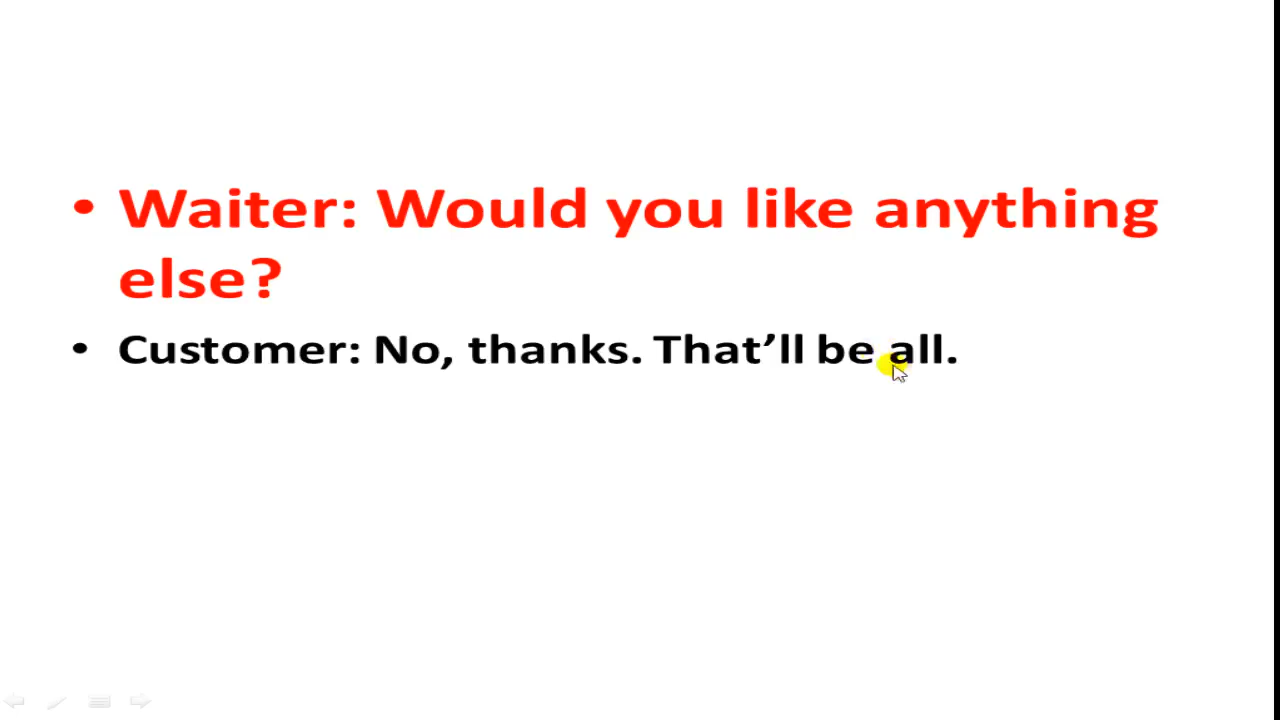 • Waiter: Would you like anything
else?
• Customer: No, thanks. That’ll be all.